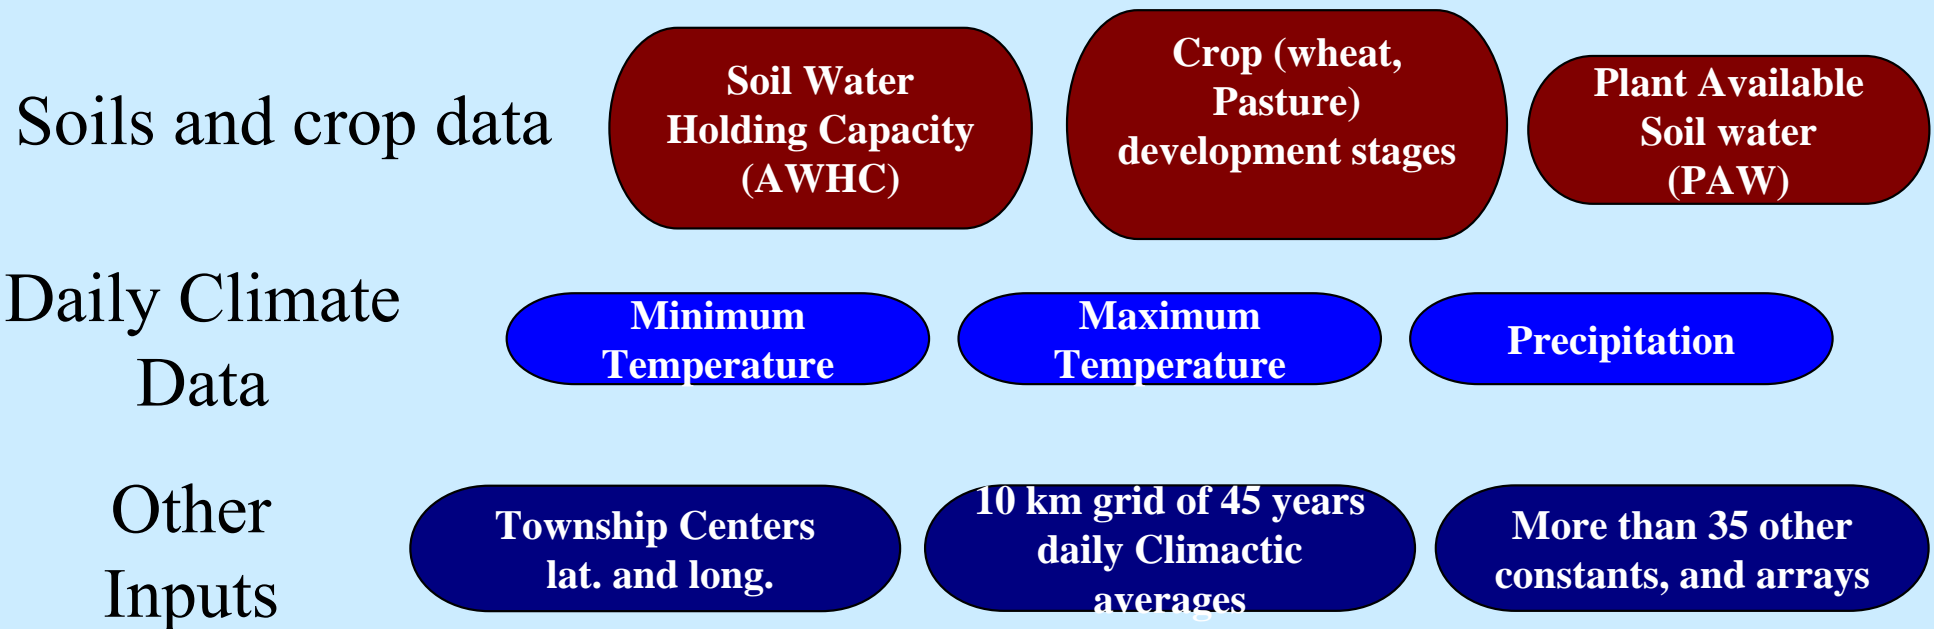 Soils and crop data
Soil Water
Holding Capacity
(AWHC)
Crop (wheat,
Pasture)
development stages
Plant Available
Soil water
(PAW)
Daily Climate
Data
Minimum
Temperature
Maximum
Temperature
Precipitation
Other
Inputs
Township Centers
lat. and long.
10 km grid of 45 years
daily Climactic
averages
More than 35 other
constants, and arrays